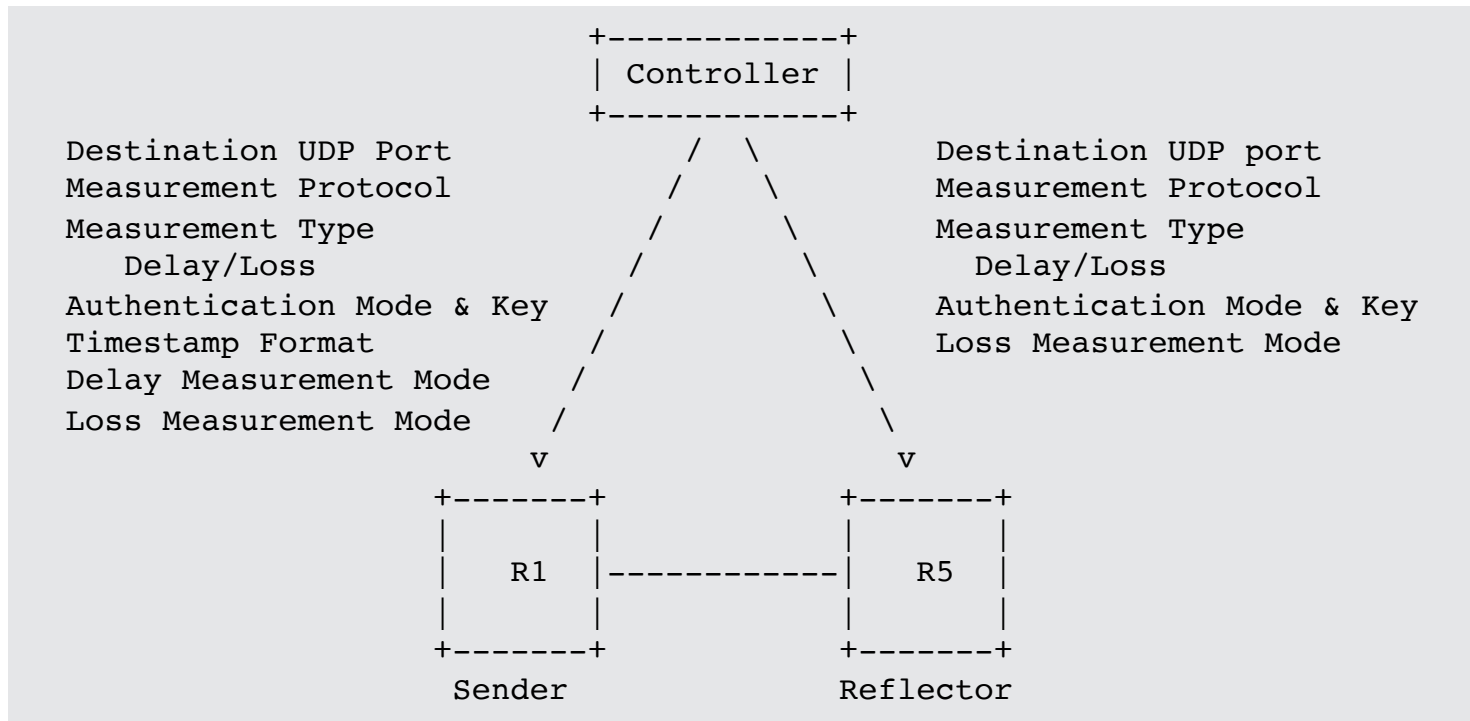 Controller
Destination UDP Port
Measurement Protocol
Measurement Type
Delay/Loss
Authentication Mode & Key
Timestamp Format
Delay Measurement Mode
Loss Measurement Mode
Destination UDP port
Measurement Protocol
Measurement Type
Delay/Loss
Authentication Mode & Key
Loss Measurement Mode
R1
R5
Sender
Reflector